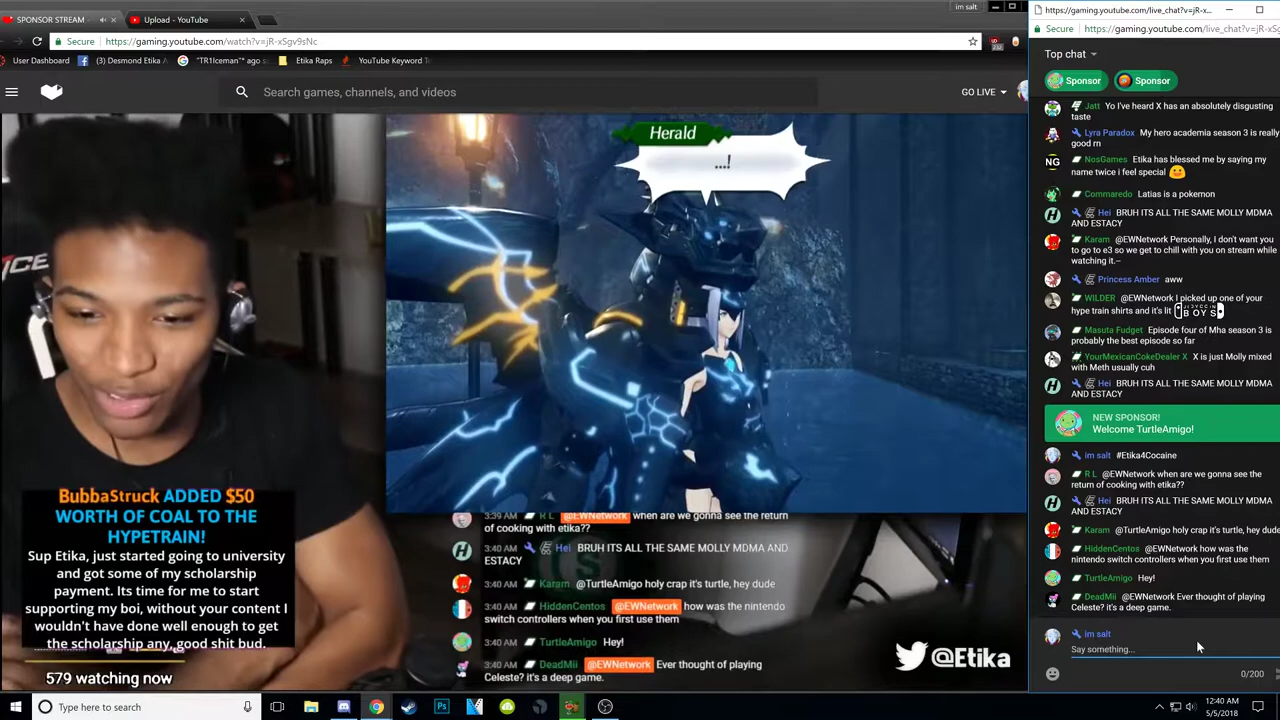 SPONSOR STREAM
Upload - YouTube
im salt
Secure
https://gaming.youtube.com/watch?v=jR-xSgv9sNc
User Dashboard
(3) Desmond Etika A
"TR1Iceman"* ago s
Etika Raps
YouTube Keyword To
Search games, channels, and videos
GO LIVE
Herald
...!
BubbaStruck ADDED $50
WORTH OF COAL TO THE
HYPETRAIN!
Sup Etika, just started going to university
and got some of my scholarship
payment. Its time for me to start
supporting my boi, without your content I
wouldn't have done well enough to get
the scholarship any, good shit bud.
579 watching now
3:39 AM R L @EWNetwork when are we gonna see the return
of cooking with etika??
3:40 AM Hei BRUH ITS ALL THE SAME MOLLY MDMA AND
ESTACY
3:40 AM Karam @TurtleAmigo holy crap it's turtle, hey dude
3:40 AM HiddenCentos @EWNetwork how was the nintendo
switch controllers when you first use them
3:40 AM TurtleAmigo Hey!
3:40 AM DeadMii @EWNetwork Ever thought of playing
Celeste? it's a deep game.
@Etika
https://gaming.youtube.com/live_chat?v=jR-x...
Secure
https://gaming.youtube.com/live_chat?v=jR-xSg
Top chat
Sponsor
Sponsor
Jatt Yo I've heard X has an absolutely disgusting
taste
Lyra Paradox My hero academia season 3 is really
good rn
NG
NosGames Etika has blessed me by saying my
name twice i feel special
Commaredo Latias is a pokemon
Hei BRUH ITS ALL THE SAME MOLLY MDMA
AND ESTACY
Karam @EWNetwork Personally, I don't want you
to go to e3 so we get to chill with you on stream while
watching it.--
Princess Amber aww
WILDER @EWNetwork I picked up one of your
hype train shirts and it's lit
BOYS
Masuta Fudget Episode four of Mha season 3 is
probably the best episode so far
YourMexicanCokeDealer X X is just Molly mixed
with Meth usually cuh
Hei BRUH ITS ALL THE SAME MOLLY MDMA
AND ESTACY
NEW SPONSOR!
Welcome TurtleAmigo!
im salt #Etika4Cocaine
R L @EWNetwork when are we gonna see the
return of cooking with etika??
Hei BRUH ITS ALL THE SAME MOLLY MDMA
AND ESTACY
Karam @TurtleAmigo holy crap it's turtle, hey dude
HiddenCentos @EWNetwork how was the
nintendo switch controllers when you first use them
TurtleAmigo Hey!
DeadMii @EWNetwork Ever thought of playing
Celeste? it's a deep game.
im salt
Say something...
0/200
Type here to search
12:40 AM
5/5/2018